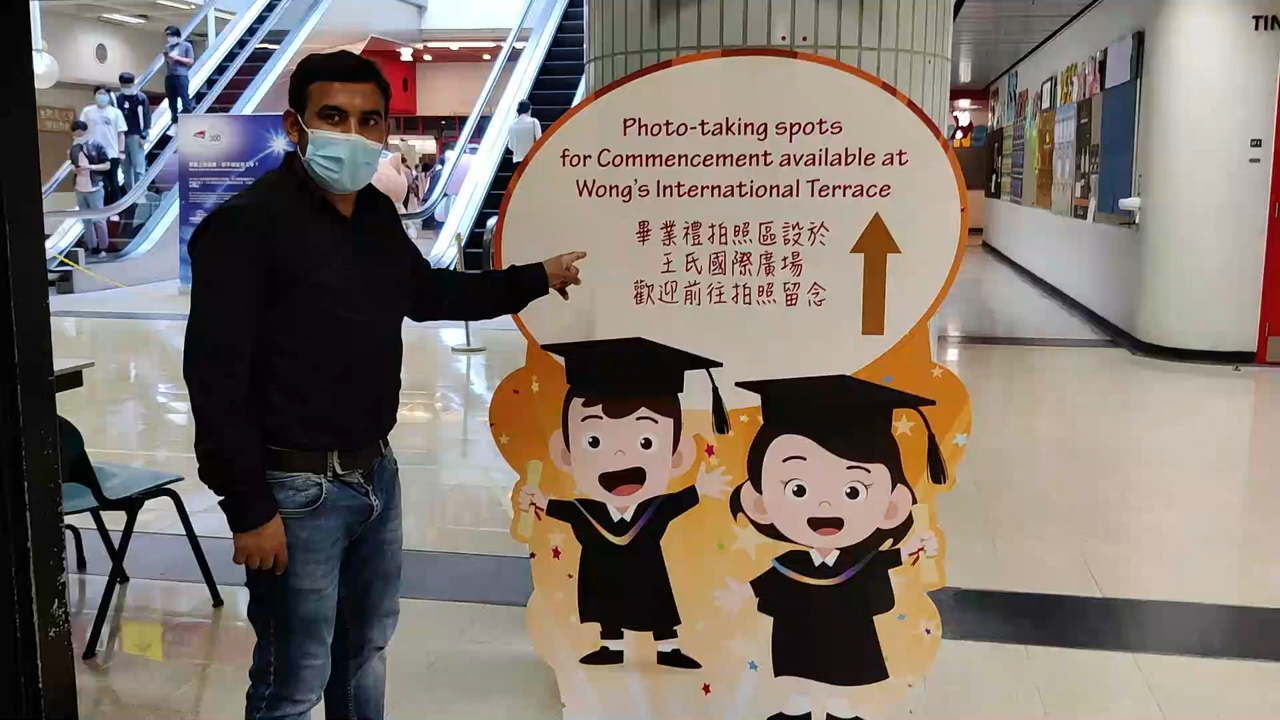 Photo-taking spots
for Commencement available at
Wong's International Terrace
畢業禮拍照區設於
王氏國際廣場
歡迎前往拍照留念
TIN